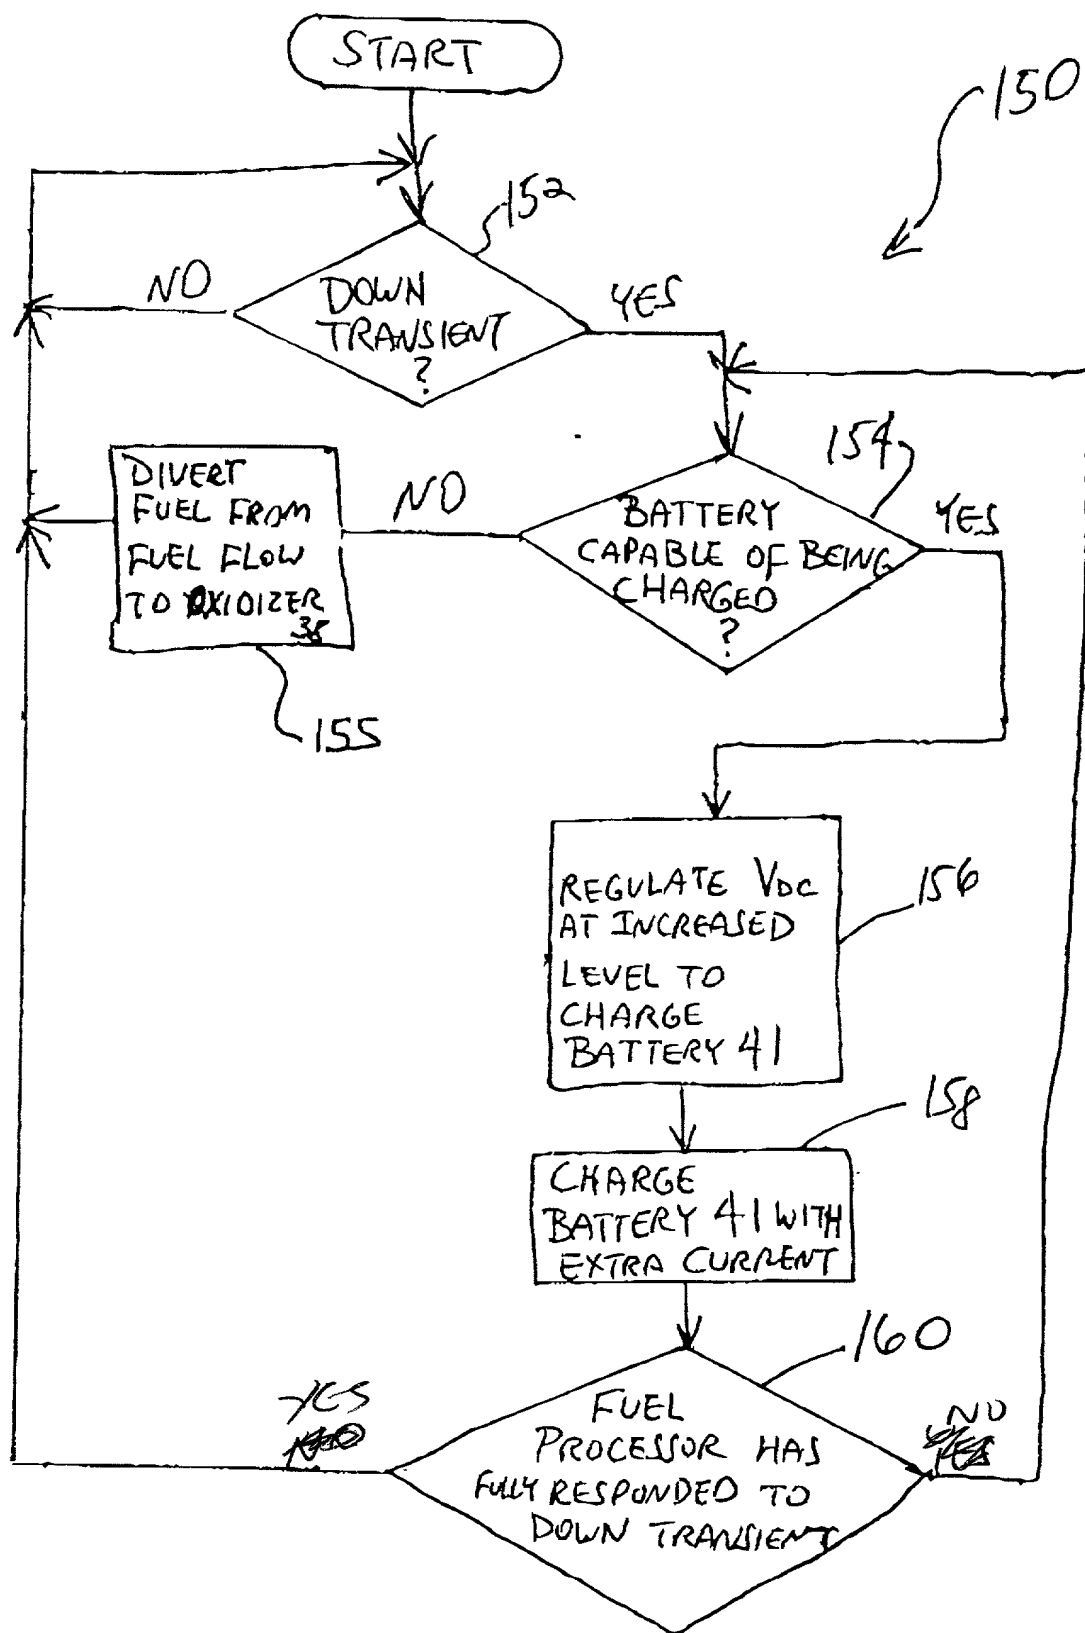 START
150
152
NO
DOWN
TRANSIENT
?
YES
154
DIVERT
FUEL FROM
FUEL FLOW
TO OXIDIZER
38
NO
BATTERY
CAPABLE OF BEING
CHARGED
?
YES
155
REGULATE VDC
AT INCREASED
LEVEL TO
CHARGE
BATTERY 41
156
158
CHARGE
BATTERY 41 WITH
EXTRA CURRENT
160
YES
FUEL
PROCESSOR HAS
FULLY RESPONDED TO
DOWN TRANSIENT
NO